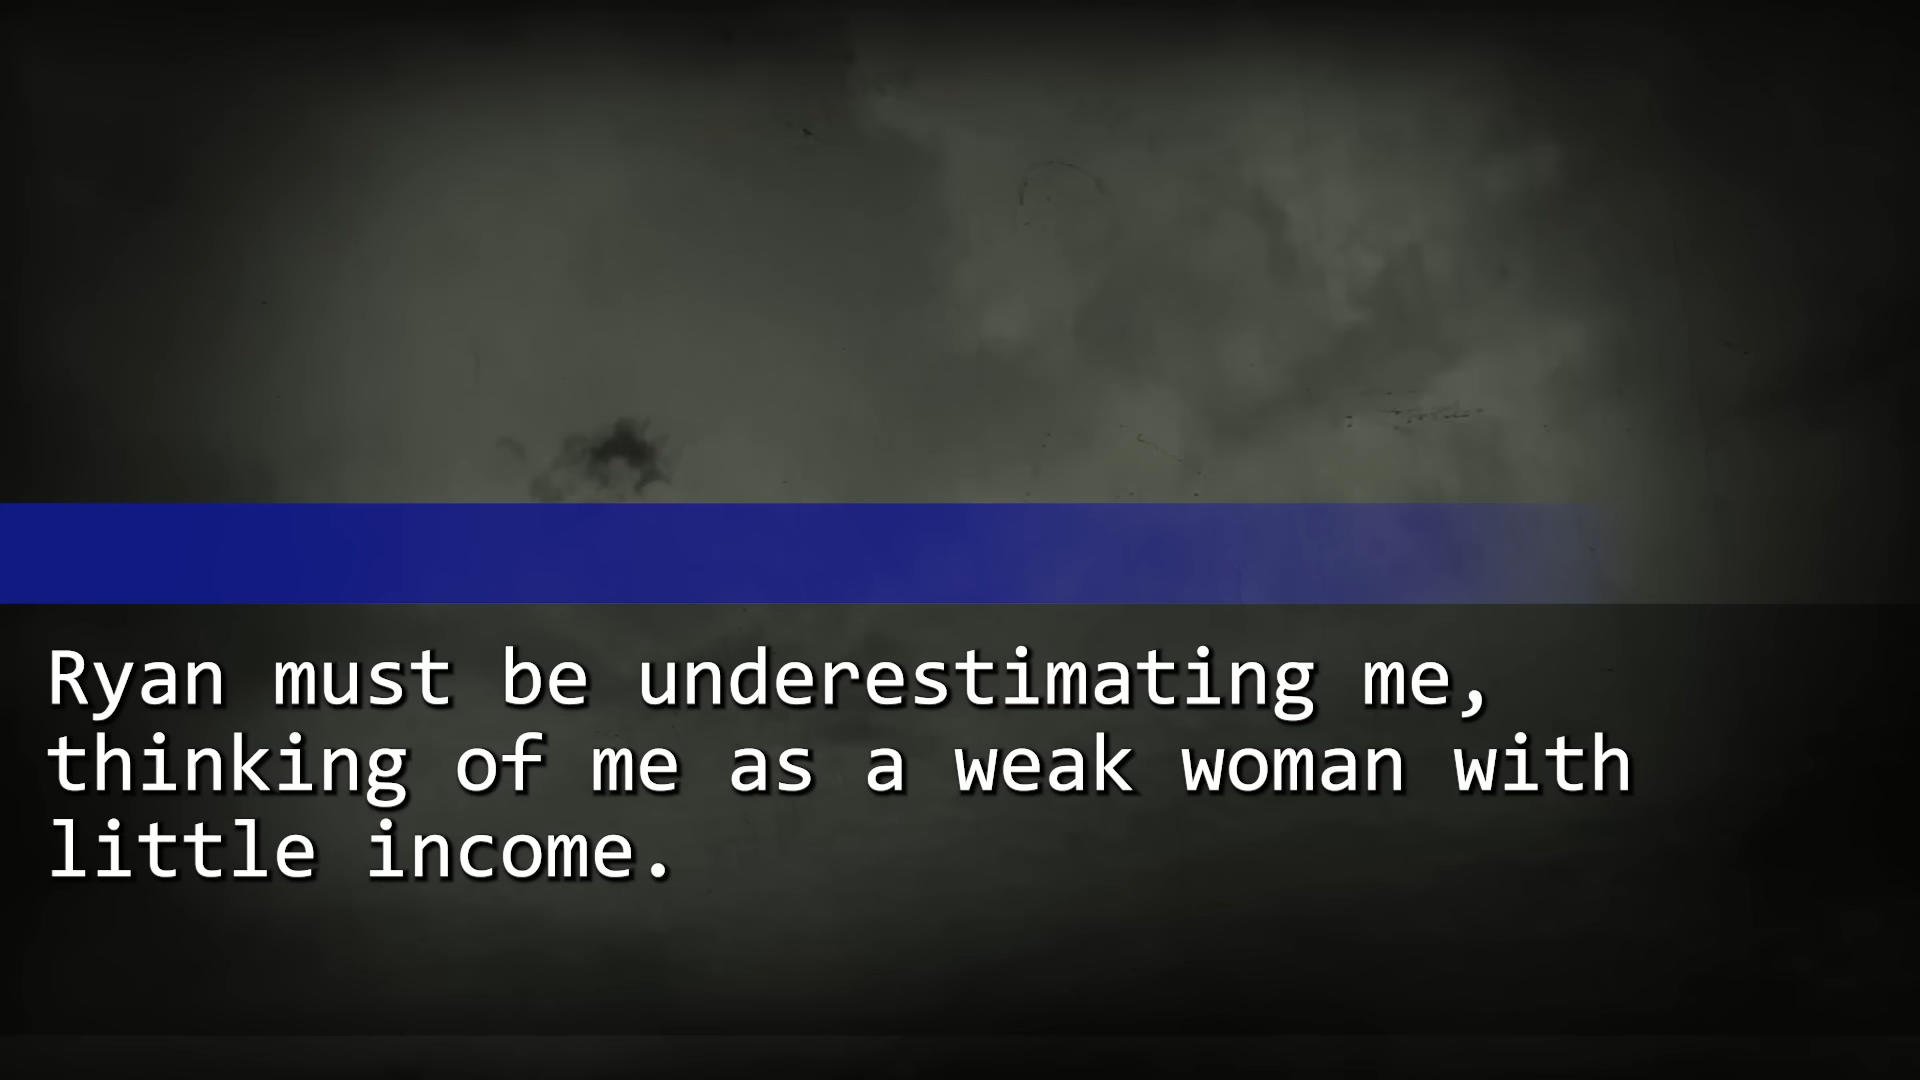 Ryan must be underestimating me,
thinking of me as a weak woman with
little income.